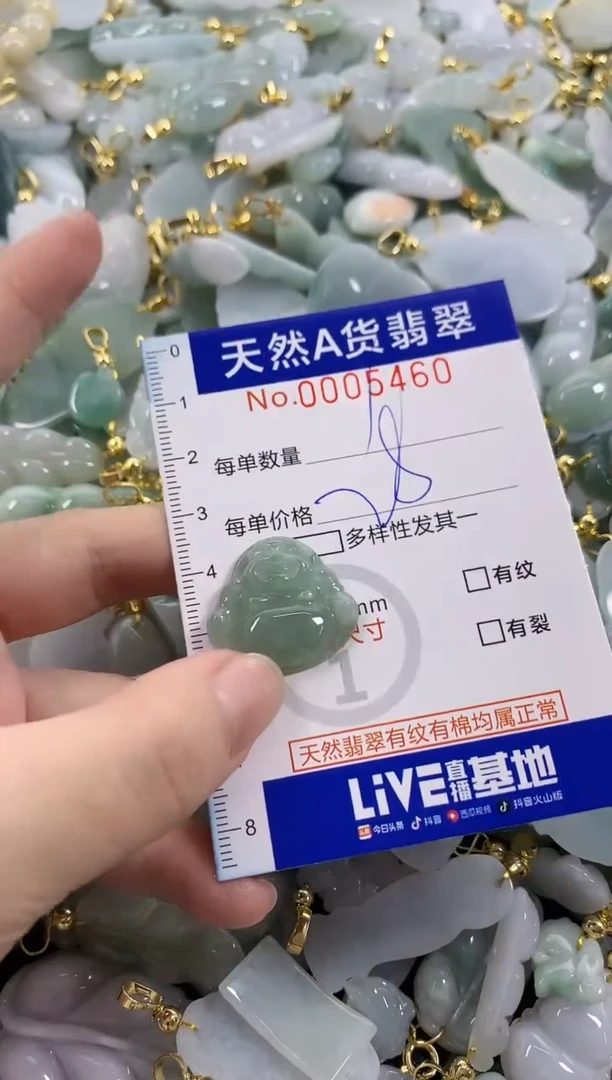 天然A货翡翠
No.0005460
每单数量
每单价格
多样性发其一
有纹
mm
尺寸
有裂
1
天然翡翠有纹有棉均属正常
LiVE直播基地
今日头条 抖音 西瓜视频 抖音火山版
0
1
2
3
4
8